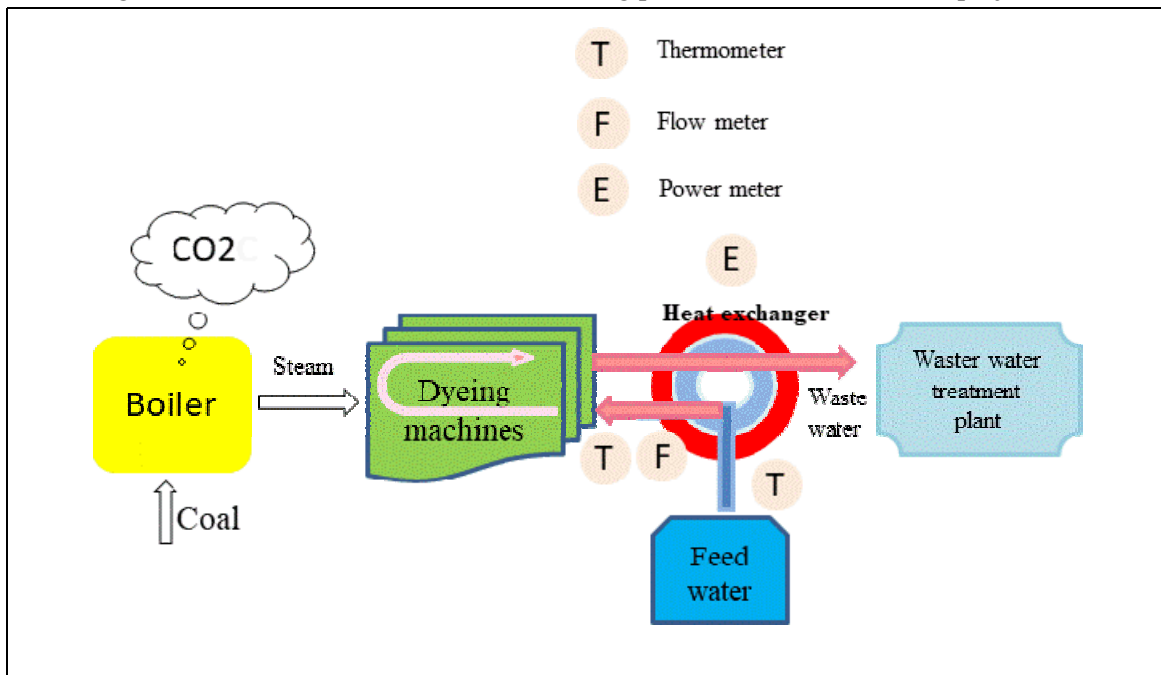 T Thermometer
F Flow meter
E Power meter
CO2
E
Heat exchanger
Boiler
Steam
Dyeing
machines
Waste
water
Waster water
treatment
plant
T F
T
Coal
Feed
water